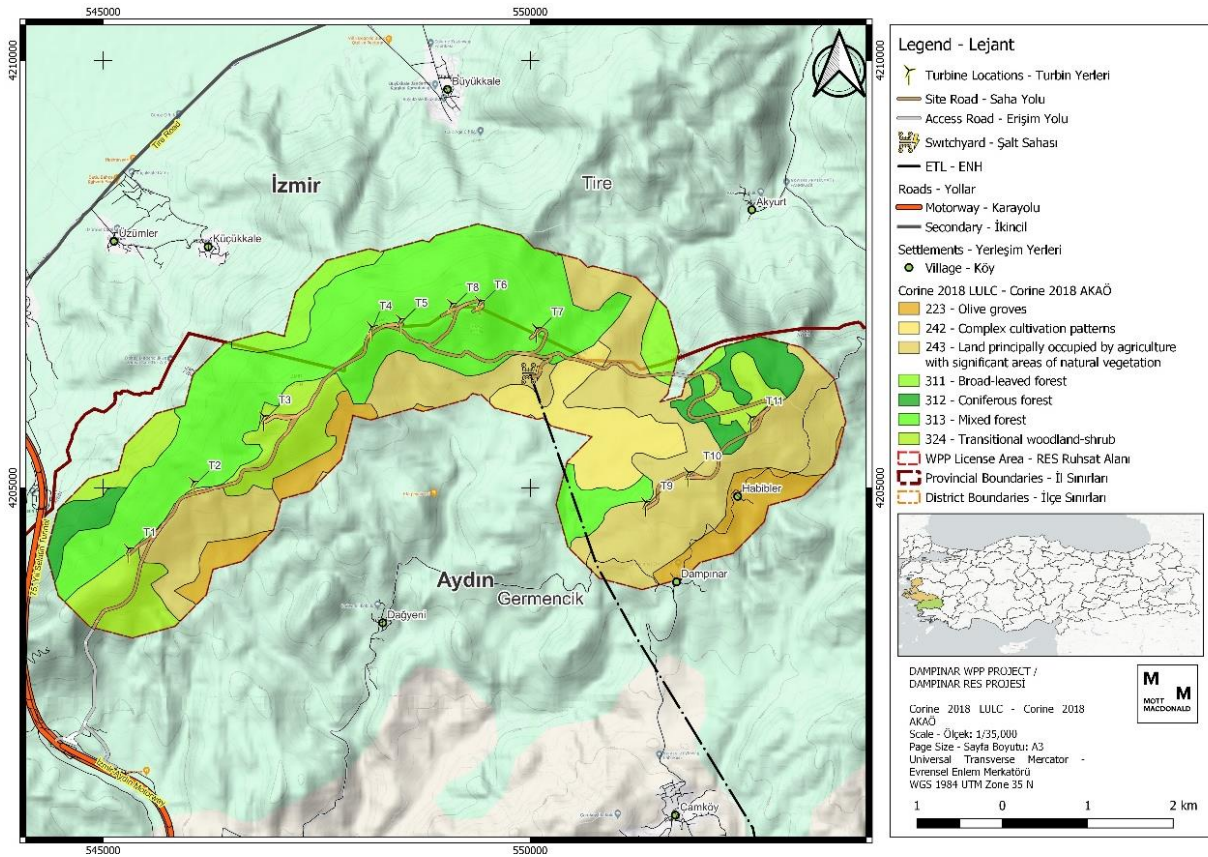 545000
550000
4210000
4210000
Büyükkale
İzmir
Tire
Tire Road
Akyurt
Üzümler
Küçükkale
T8
T6
T4
T5
T7
T3
T11
T2
T10
T9
Habibler
4205000
4205000
T1
Aydın
Germencik
Dampınar
Dağyeni
İzmir-Aydın Motorway
Camköy
545000
550000
Legend - Lejant
Turbine Locations - Turbin Yerleri
Site Road - Saha Yolu
Access Road - Erişim Yolu
Switchyard - Şalt Sahası
ETL - ENH
Roads - Yollar
Motorway - Karayolu
Secondary - İkincil
Settlements - Yerleşim Yerleri
Village - Köy
Corine 2018 LULC - Corine 2018 AKAÖ
223 - Olive groves
242 - Complex cultivation patterns
243 - Land principally occupied by agriculture
with significant areas of natural vegetation
311 - Broad-leaved forest
312 - Coniferous forest
313 - Mixed forest
324 - Transitional woodland-shrub
WPP License Area - RES Ruhsat Alanı
Provincial Boundaries - İl Sınırları
District Boundaries - İlçe Sınırları
DAMPINAR WPP PROJECT /
DAMPINAR RES PROJESİ
M
M
MOTT
MACDONALD
Corine 2018 LULC - Corine 2018
AKAÖ
Scale - Ölçek: 1/35,000
Page Size - Sayfa Boyutu: A3
Universal Transverse Mercator -
Evrensel Enlem Merkatörü
WGS 1984 UTM Zone 35 N
1 0 1 2 km